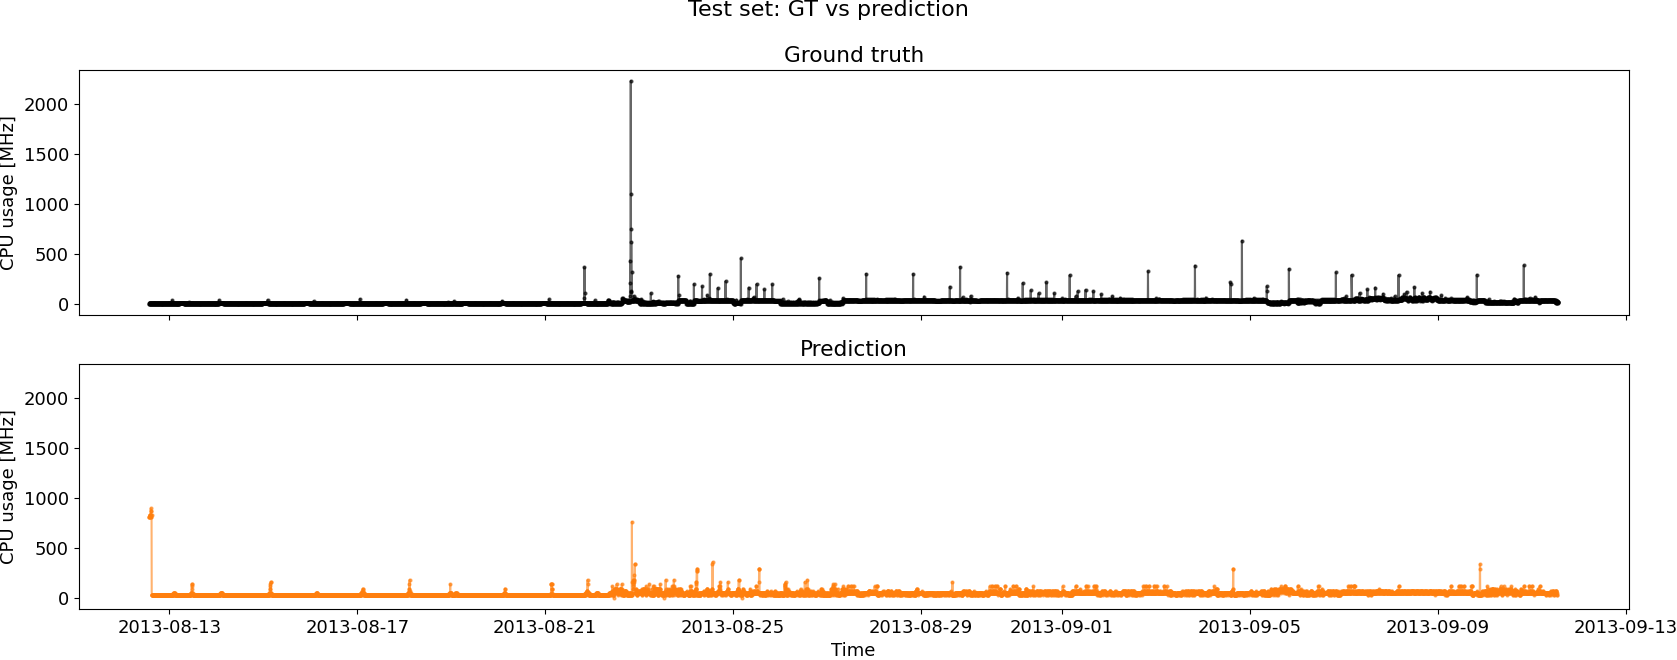 Test set: GT vs prediction
Ground truth
CPU usage [MHz]
2000
1500
1000
500
0
Prediction
CPU usage [MHz]
2000
1500
1000
500
0
2013-08-13 2013-08-17 2013-08-21 2013-08-25 2013-08-29 2013-09-01 2013-09-05 2013-09-09 2013-09-13
Time